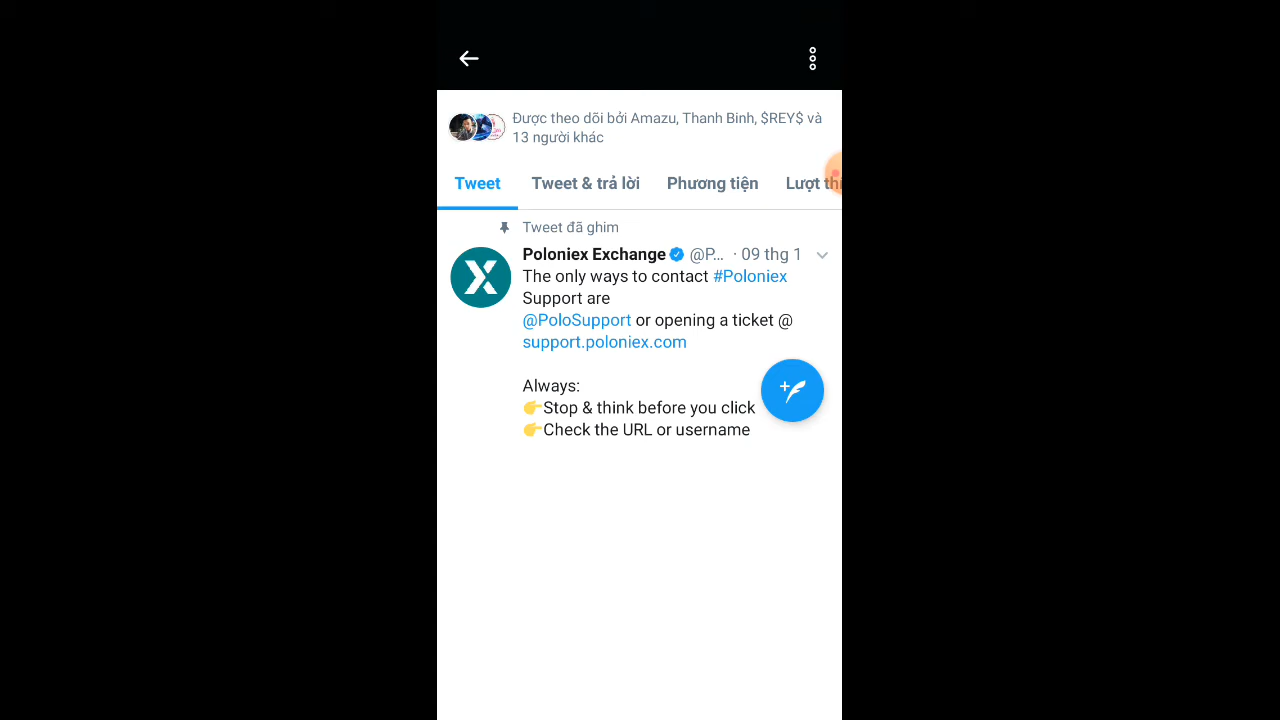 Được theo dõi bởi Amazu, Thanh Binh, $REY$ và
13 người khác
Tweet Tweet & trả lời Phương tiện Lượt thí
Tweet đã ghim
Poloniex Exchange @P... · 09 thg 1
The only ways to contact #Poloniex
Support are
@PoloSupport or opening a ticket @
support.poloniex.com
Always:
👉Stop & think before you click
👉Check the URL or username